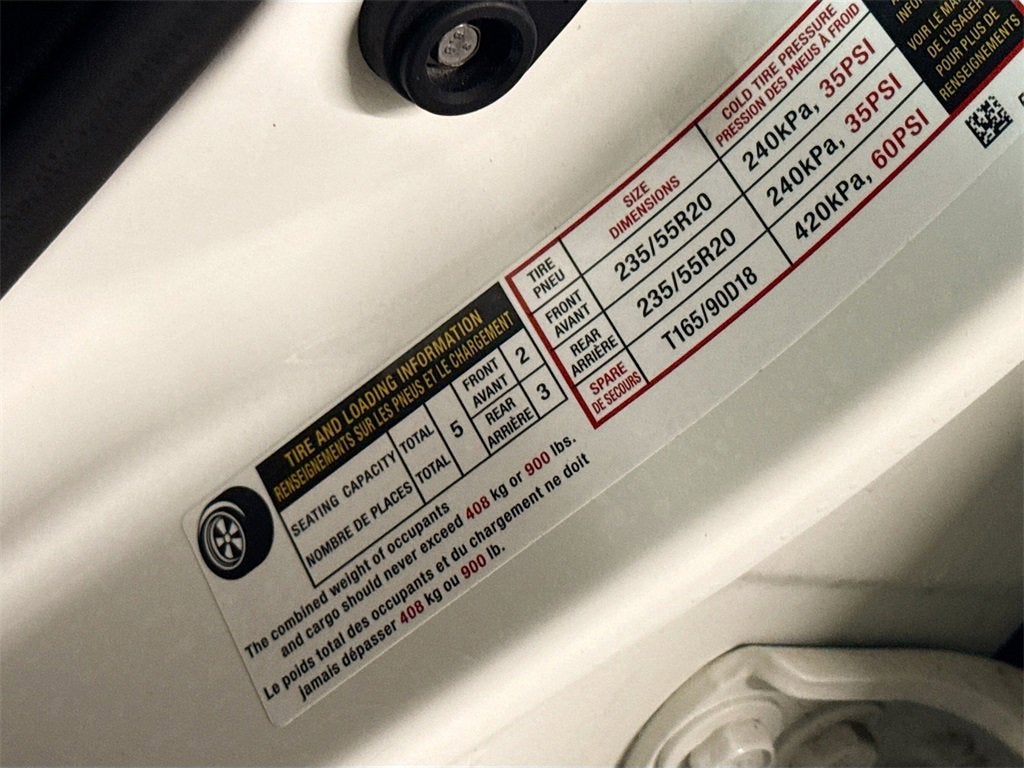 TIRE AND LOADING INFORMATION
RENSEIGNEMENTS SUR LES PNEUS ET LE CHARGEMENT
SEATING CAPACITY
NOMBRE DE PLACES
TOTAL
TOTAL
5
FRONT
AVANT
2
REAR
ARRIÈRE
3
The combined weight of occupants
and cargo should never exceed 408 kg or 900 lbs.
Le poids total des occupants et du chargement ne doit
jamais dépasser 408 kg ou 900 lb.
TIRE
PNEU
SIZE
DIMENSIONS
COLD TIRE PRESSURE
PRESSION DES PNEUS À FROID
FRONT
AVANT
235/55R20
240kPa, 35PSI
REAR
ARRIÈRE
235/55R20
240kPa, 35PSI
SPARE
DE SECOURS
T165/90D18
420kPa, 60PSI
VOIR LE
DE L'USAGER
POUR PLUS DE
RENSEIGNEMENTS